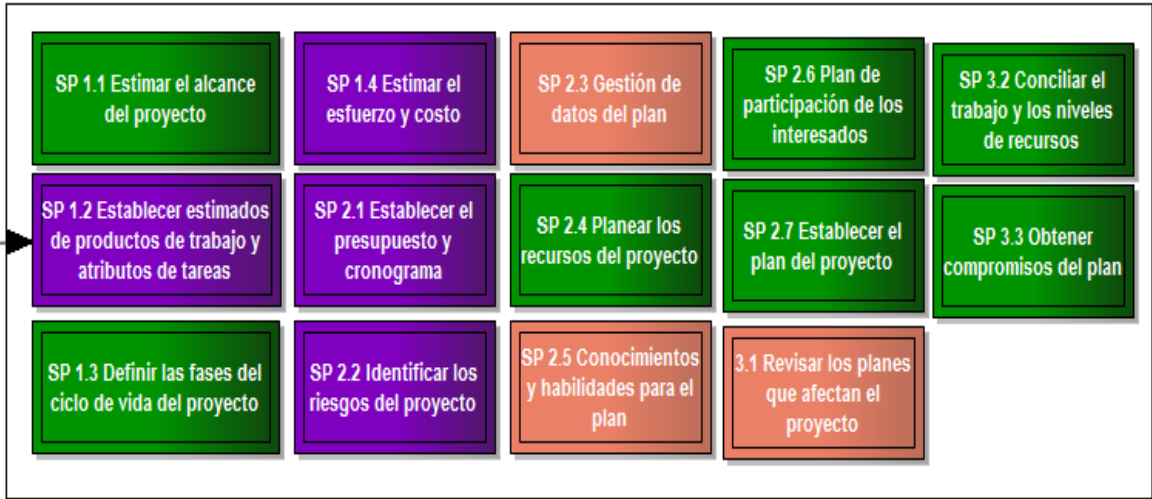 SP 1.1 Estimar el alcance
del proyecto
SP 1.2 Establecer estimados
de productos de trabajo y
atributos de tareas
SP 1.3 Definir las fases del
ciclo de vida del proyecto
SP 1.4 Estimar el
esfuerzo y costo
SP 2.1 Establecer el
presupuesto y
cronograma
SP 2.2 Identificar los
riesgos del proyecto
SP 2.3 Gestión de
datos del plan
SP 2.4 Planear los
recursos del proyecto
SP 2.5 Conocimientos
y habilidades para el
plan
SP 2.6 Plan de
participación de los
interesados
SP 2.7 Establecer el
plan del proyecto
3.1 Revisar los planes
que afectan el
proyecto
SP 3.2 Conciliar el
trabajo y los niveles
de recursos
SP 3.3 Obtener
compromisos del plan